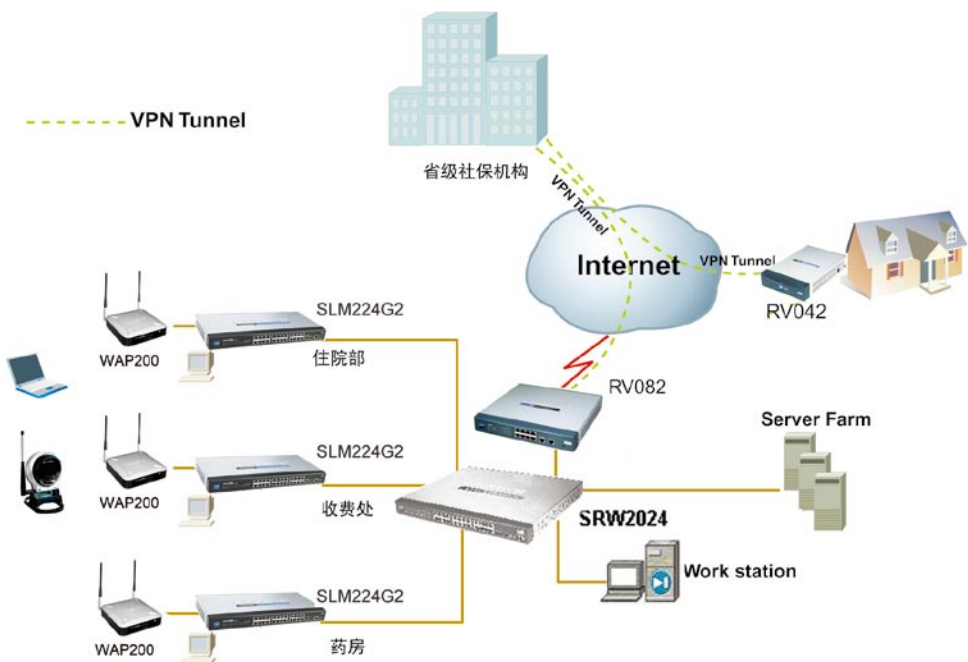 VPN Tunnel
省级社保机构
VPN Tunnel
Internet
VPN Tunnel
RV042
SLM224G2
WAP200
住院部
RV082
Server Farm
SLM224G2
WAP200
收费处
SRW2024
Work station
SLM224G2
WAP200
药房